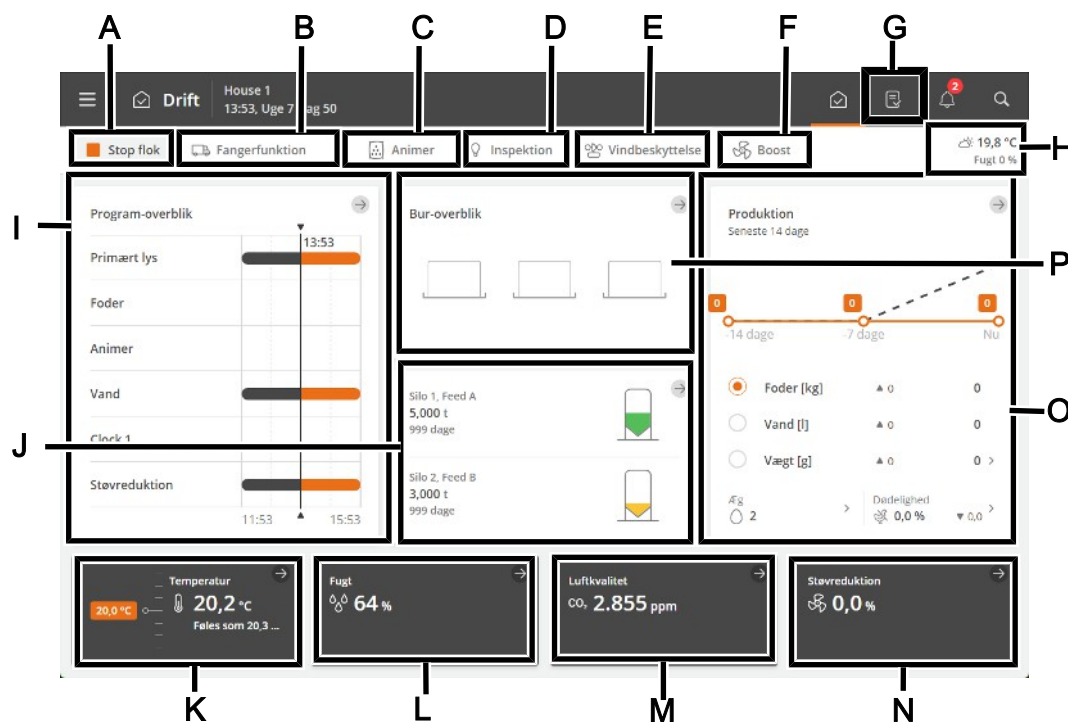 A B C D E F G
House 1
Drift
13:53, Uge 7 ag 50
2
Stop flok Fangerfunktion Animer Inspektion Vindbeskyttelse Boost
19,8 °C
Fugt 0 %
H
I
Program-overblik
13:53
Primært lys
Foder
Animer
Vand
Clock 1
Støvreduktion
11:53 15:53
Bur-overblik
P
J
Silo 1, Feed A
5,000 t
999 dage
Silo 2, Feed B
3,000 t
999 dage
Produktion
Seneste 14 dage
0 0 0
-14 dage -7 dage Nu
Foder [kg] ▲ 0 0
Vand [l] ▲ 0 0
Vægt [g] ▲ 0 0 >
O
Æg
2 >
Dødelighed
0,0 % ▼ 0,0 >
Temperatur
20,0 °C
20,2 °C
Føles som 20,3 ...
Fugt
64 %
Luftkvalitet
CO₂ 2.855 ppm
Støvreduktion
0,0 %
K L M N